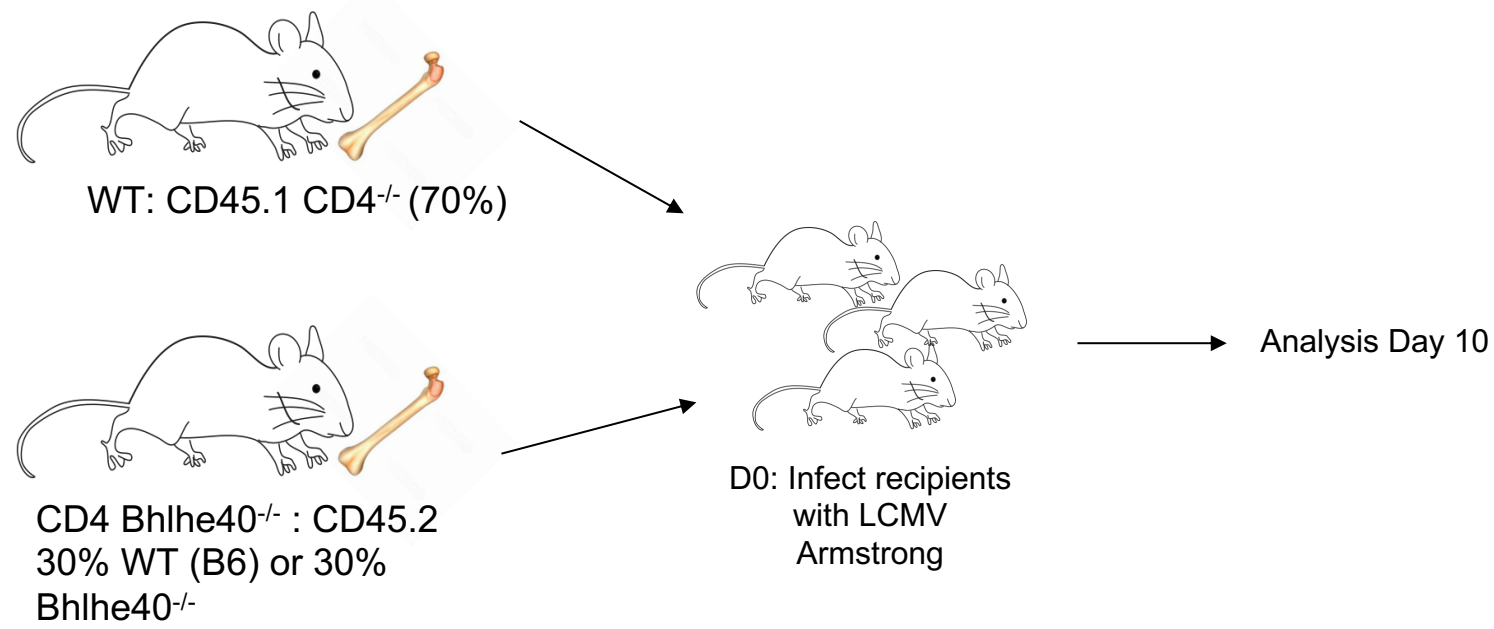 WT: CD45.1 CD4-/- (70%)
CD4 Bhlhe40-/- : CD45.2
30% WT (B6) or 30%
Bhlhe40-/-
D0: Infect recipients
with LCMV
Armstrong
Analysis Day 10